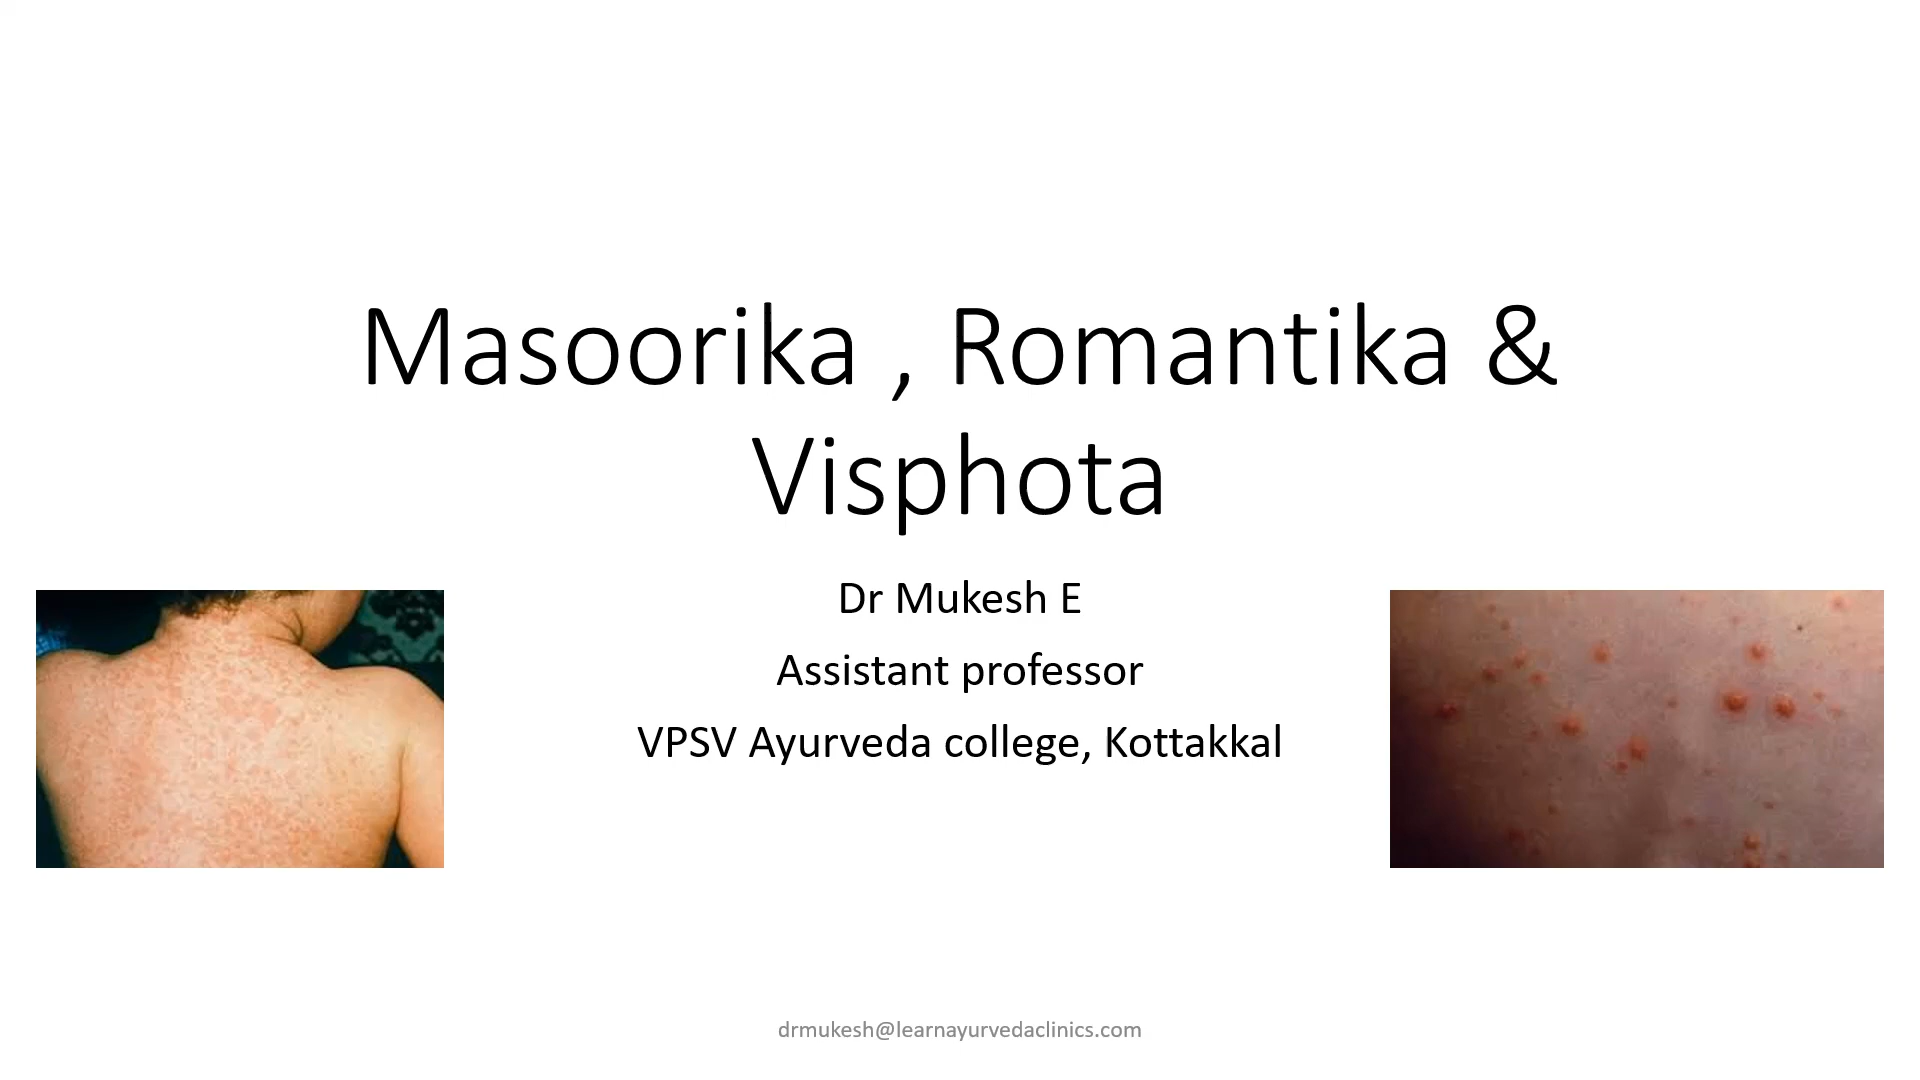 Masoorika , Romantika &
Visphota
Dr Mukesh E
Assistant professor
VPSV Ayurveda college, Kottakkal
drmukesh@learnayurvedaclinics.com